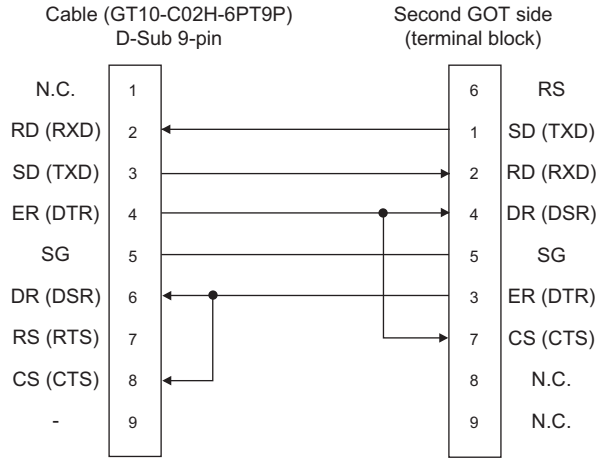 Cable (GT10-C02H-6PT9P) Second GOT side
D-Sub 9-pin (terminal block)
N.C. 1 6 RS
RD (RXD) 2 1 SD (TXD)
SD (TXD) 3 2 RD (RXD)
ER (DTR) 4 4 DR (DSR)
SG 5 5 SG
DR (DSR) 6 3 ER (DTR)
RS (RTS) 7 7 CS (CTS)
CS (CTS) 8 8 N.C.
- 9 9 N.C.